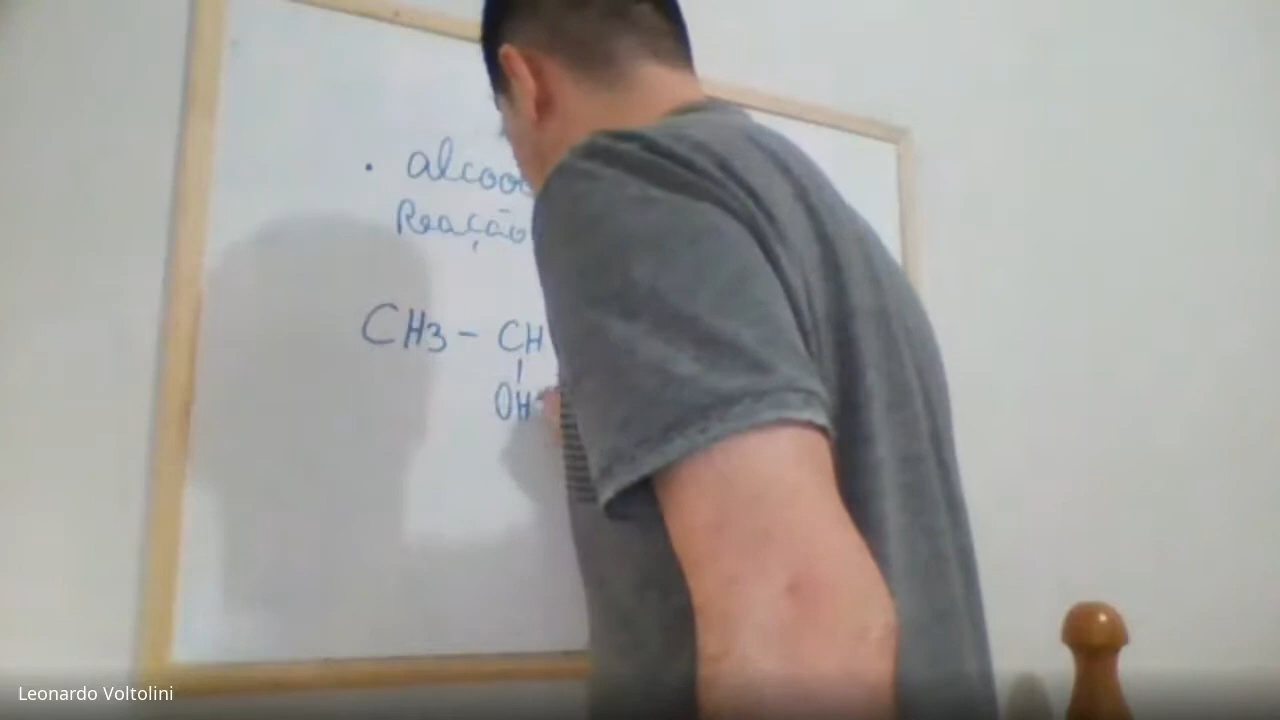 · alcoo
Reação
CH3 - CH
OH
Leonardo Voltolini